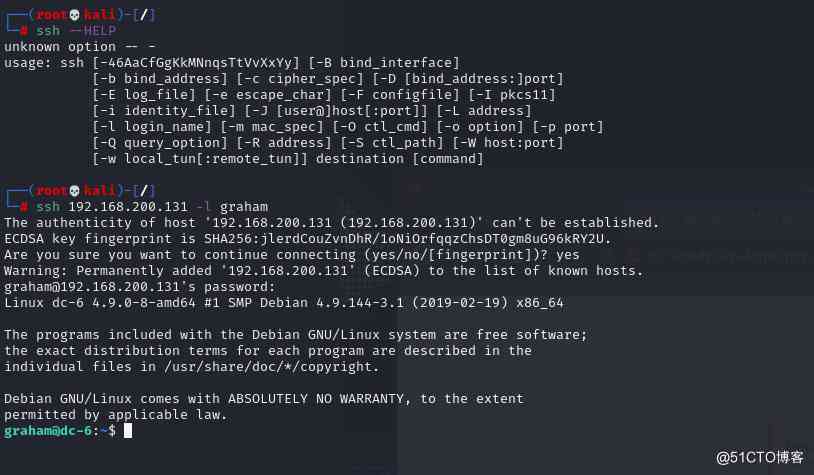 ┌──(root💀kali)-[/]
└─# ssh --HELP
unknown option -- -
usage: ssh [-46AaCfGgKkMNnqsTtVvXxYy] [-B bind_interface]
           [-b bind_address] [-c cipher_spec] [-D [bind_address:]port]
           [-E log_file] [-e escape_char] [-F configfile] [-I pkcs11]
           [-i identity_file] [-J [user@]host[:port]] [-L address]
           [-l login_name] [-m mac_spec] [-O ctl_cmd] [-o option] [-p port]
           [-Q query_option] [-R address] [-S ctl_path] [-W host:port]
           [-w local_tun[:remote_tun]] destination [command]
┌──(root💀kali)-[/]
└─# ssh 192.168.200.131 -l graham
The authenticity of host '192.168.200.131 (192.168.200.131)' can't be established.
ECDSA key fingerprint is SHA256:jlerdCouZvnDhR/1oNiOrfqqzChsDT0gm8uG96kRY2U.
Are you sure you want to continue connecting (yes/no/[fingerprint])? yes
Warning: Permanently added '192.168.200.131' (ECDSA) to the list of known hosts.
graham@192.168.200.131's password:
Linux dc-6 4.9.0-8-amd64 #1 SMP Debian 4.9.144-3.1 (2019-02-19) x86_64
The programs included with the Debian GNU/Linux system are free software;
the exact distribution terms for each program are described in the
individual files in /usr/share/doc/*/copyright.
Debian GNU/Linux comes with ABSOLUTELY NO WARRANTY, to the extent
permitted by applicable law.
graham@dc-6:~$
@51CTO博客